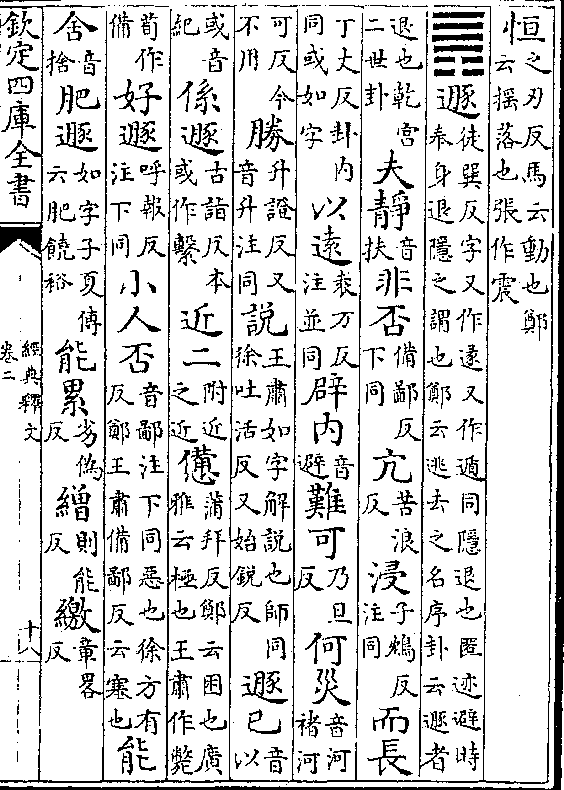 恒之刃反馬云動也鄭云摇落也張作震
䷠遯徒巽反字又作遂又作遁同隱退也匿迹避時奉身退隱之謂也鄭云逃去之名序卦云遯者
退也乾宫二世卦夫靜音扶非否備鄙反下同亢苦浪反浸子鴆反注同而長
丁丈反卦内同或如字以遠袁万反注並同辟内音避難可乃旦反何災音河禇河
可反今不用勝升證反又音升注同説王肅如字解説也師同徐吐活反又始鋭反遯已音以
或音紀係遯古詣反本或作繫近二附近之近憊蒲拜反鄭云困也廣雅云極也王肅作斃
荀作備好遯呼報反注下同小人否音鄙注下同惡也徐方有反鄭王肅備鄙反云塞也能
舍音捨肥遯如字子夏傳云肥饒裕能累劣偽反繒則能反繳章畧反
欽定四庫全書
經典釋文
卷二
十八